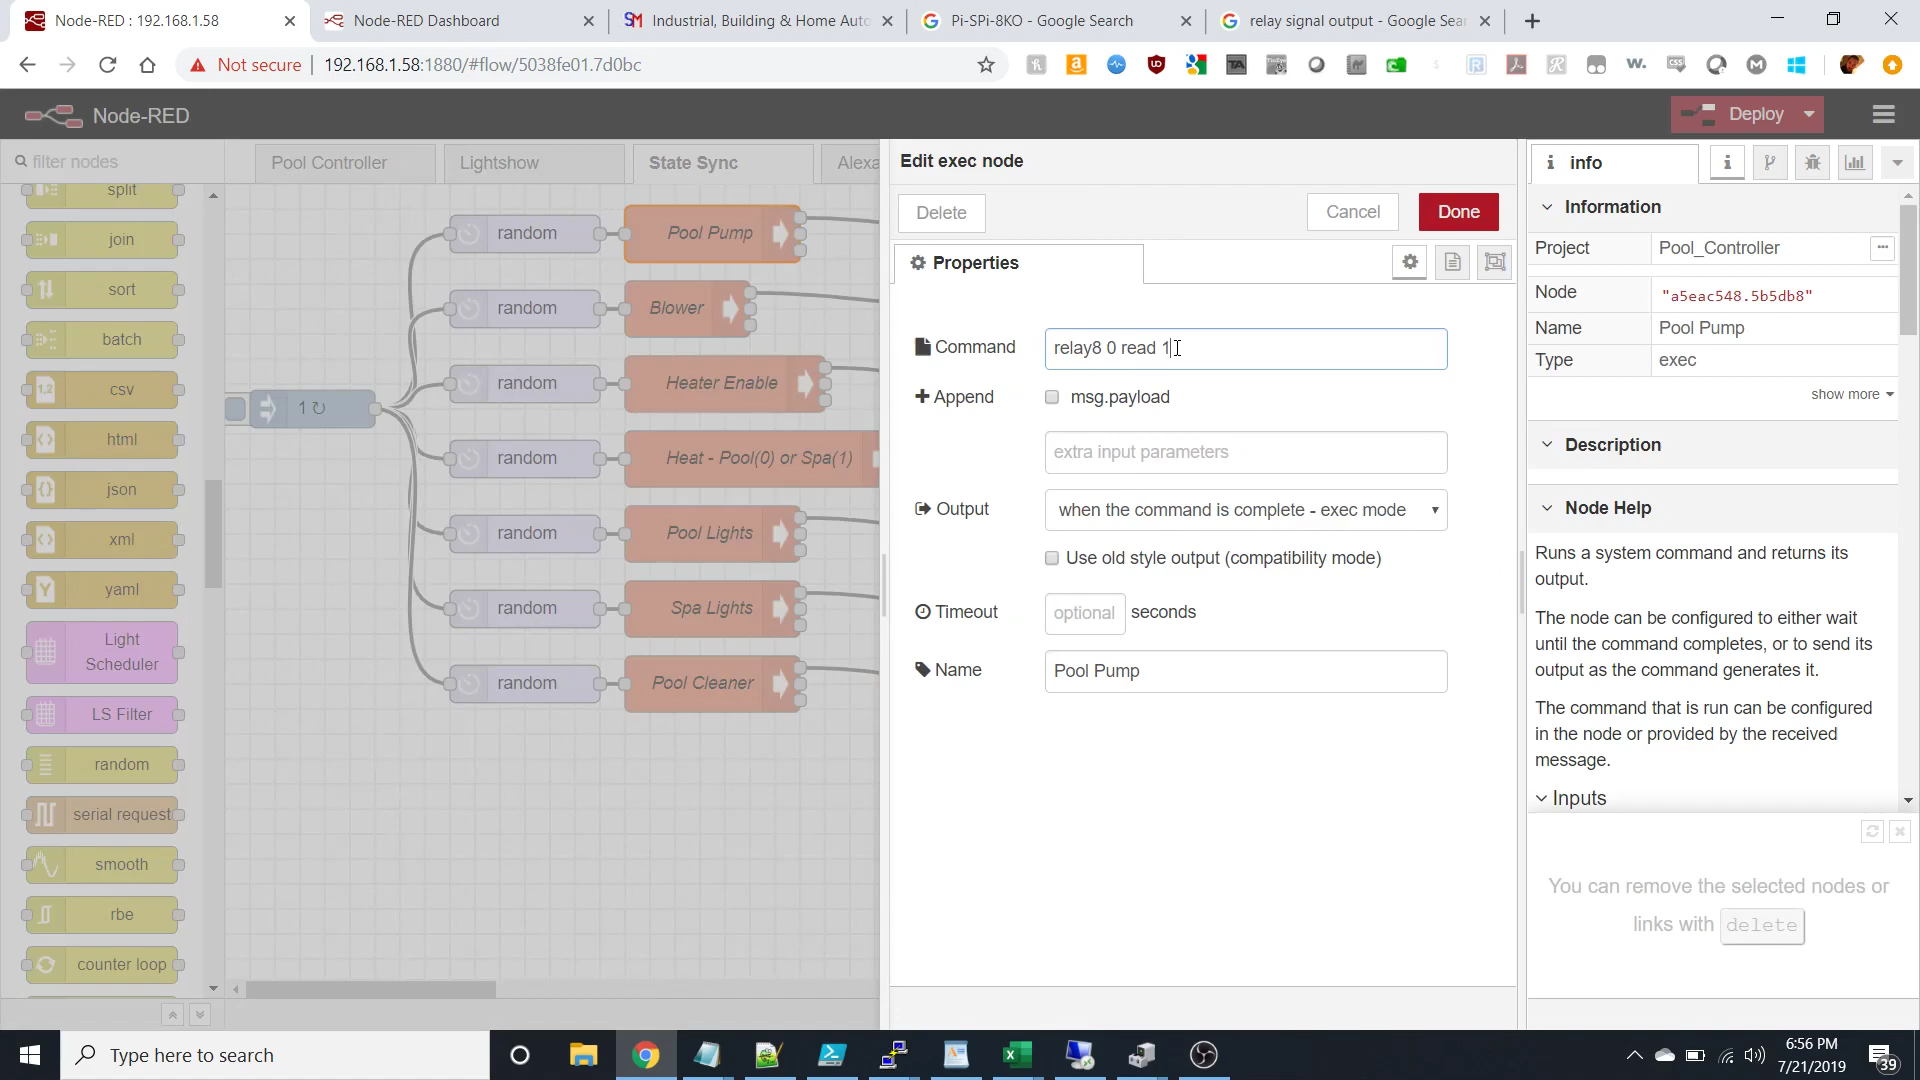 Node-RED : 192.168.1.58
Node-RED Dashboard
Industrial, Building & Home Auto
Pi-SPi-8KO - Google Search
relay signal output - Google Sear
Not secure
192.168.1.58:1880/#flow/5038fe01.7d0bc
Node-RED
Deploy
filter nodes
Pool Controller
Lightshow
State Sync
Alexa
split
join
sort
batch
csv
html
json
xml
yaml
Light
Scheduler
LS Filter
random
serial request
smooth
rbe
counter loop
1 ↻
random
Pool Pump
random
Blower
random
Heater Enable
random
Heat - Pool(0) or Spa(1)
random
Pool Lights
random
Spa Lights
random
Pool Cleaner
Edit exec node
Delete
Cancel
Done
Properties
Command
relay8 0 read 1
Append
msg.payload
extra input parameters
Output
when the command is complete - exec mode
Use old style output (compatibility mode)
Timeout
optional
seconds
Name
Pool Pump
info
Information
Project
Pool_Controller
Node
"a5eac548.5b5db8"
Name
Pool Pump
Type
exec
show more
Description
Node Help
Runs a system command and returns its
output.
The node can be configured to either wait
until the command completes, or to send its
output as the command generates it.
The command that is run can be configured
in the node or provided by the received
message.
Inputs
You can remove the selected nodes or
links with delete
Type here to search
6:56 PM
7/21/2019
39